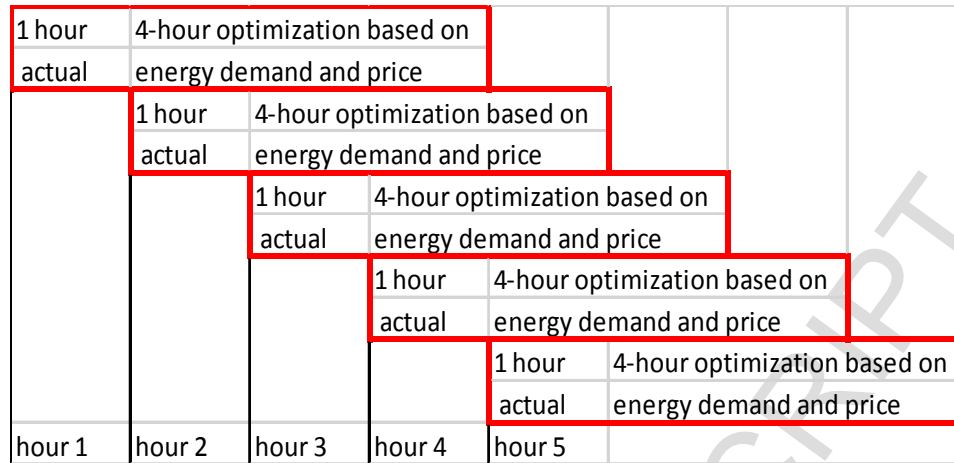 1 hour 4-hour optimization based on
actual energy demand and price
1 hour 4-hour optimization based on
actual energy demand and price
1 hour 4-hour optimization based on
actual energy demand and price
1 hour 4-hour optimization based on
actual energy demand and price
1 hour 4-hour optimization based on
actual energy demand and price
hour 1 hour 2 hour 3 hour 4 hour 5
CRIPT